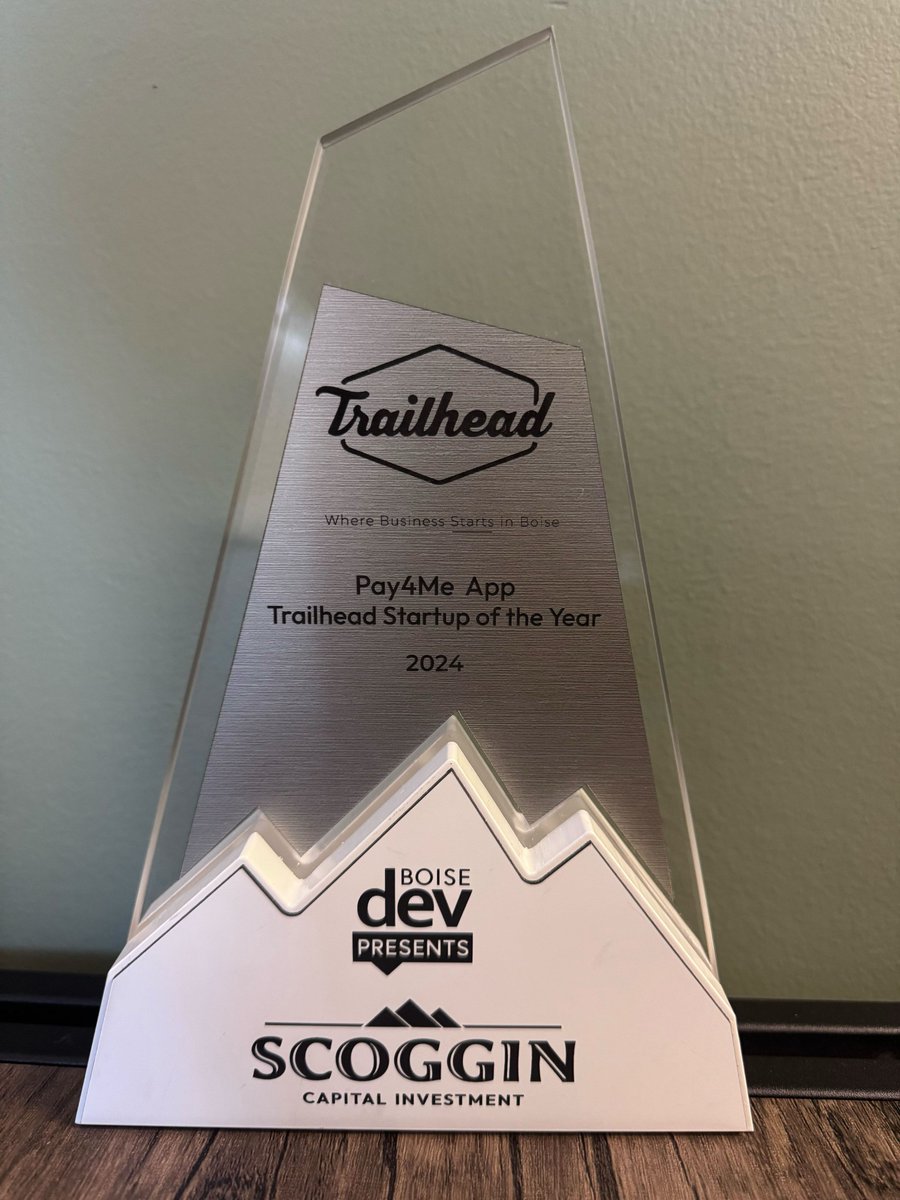 Trailhead
Where Business Starts in Boise
Pay4Me App
Trailhead Startup of the Year
2024
BOISE
dev
PRESENTS
SCOGGIN
CAPITAL INVESTMENT